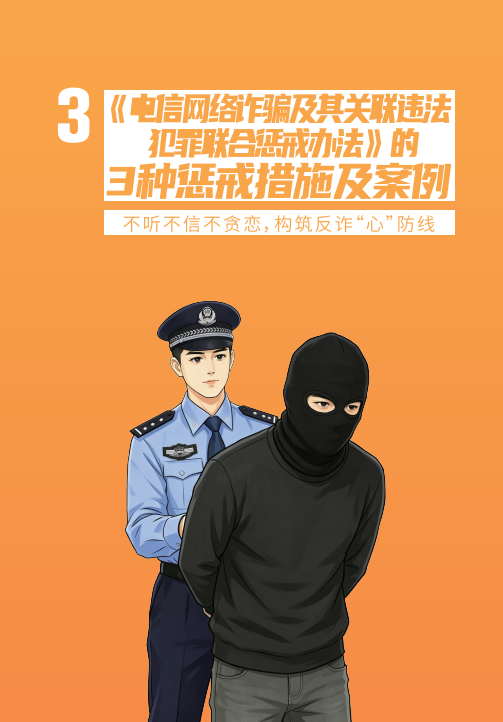 3
《电信网络诈骗及其关联违法
犯罪联合惩戒办法》的
3种惩戒措施及案例
不听不信不贪恋,构筑反诈“心”防线